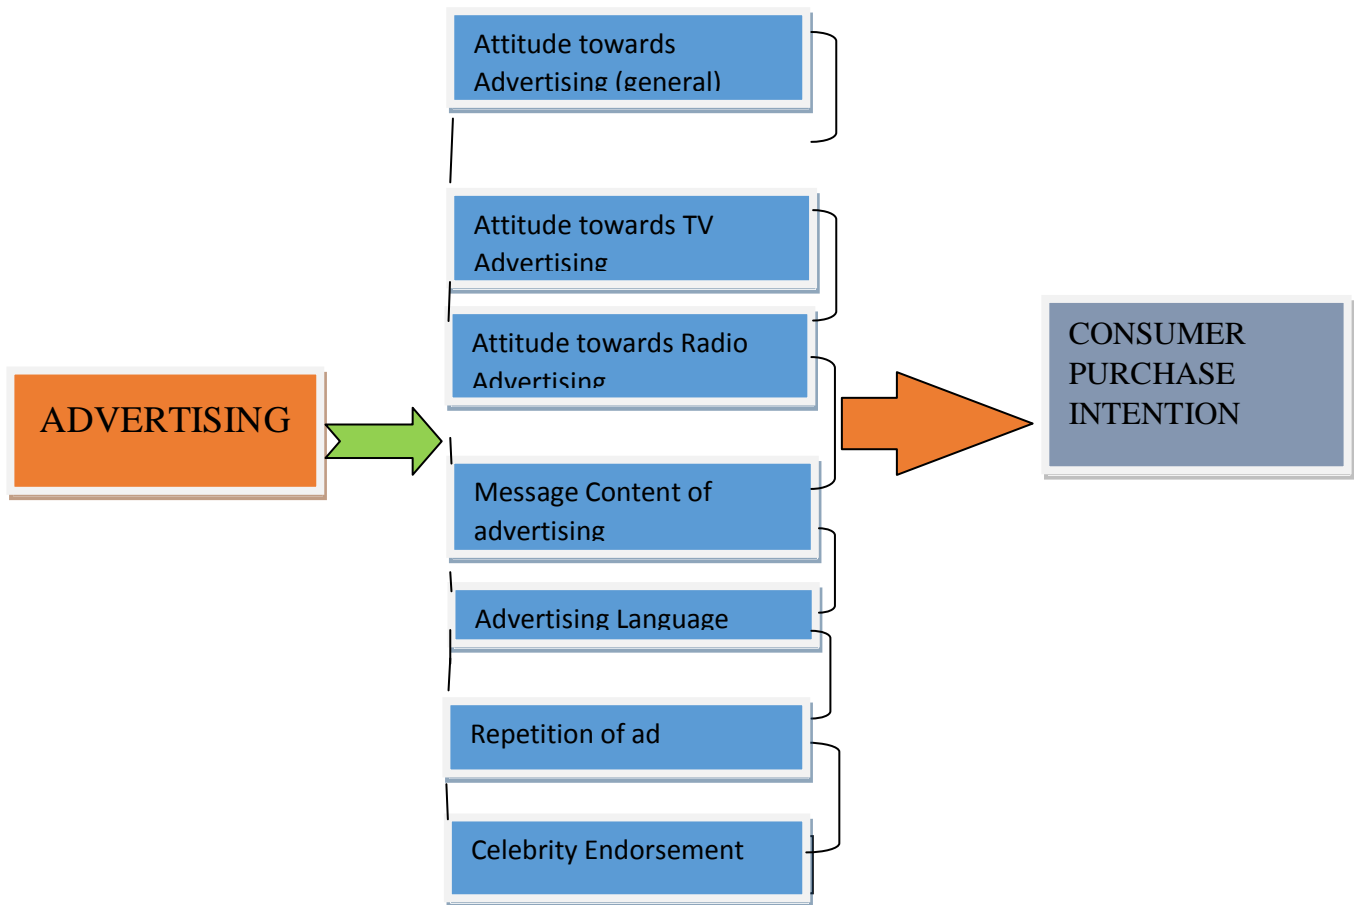 Attitude towards
Advertising (general)
Attitude towards TV
Advertising
Attitude towards Radio
Advertising
ADVERTISING
CONSUMER
PURCHASE
INTENTION
Message Content of
advertising
Advertising Language
Repetition of ad
Celebrity Endorsement